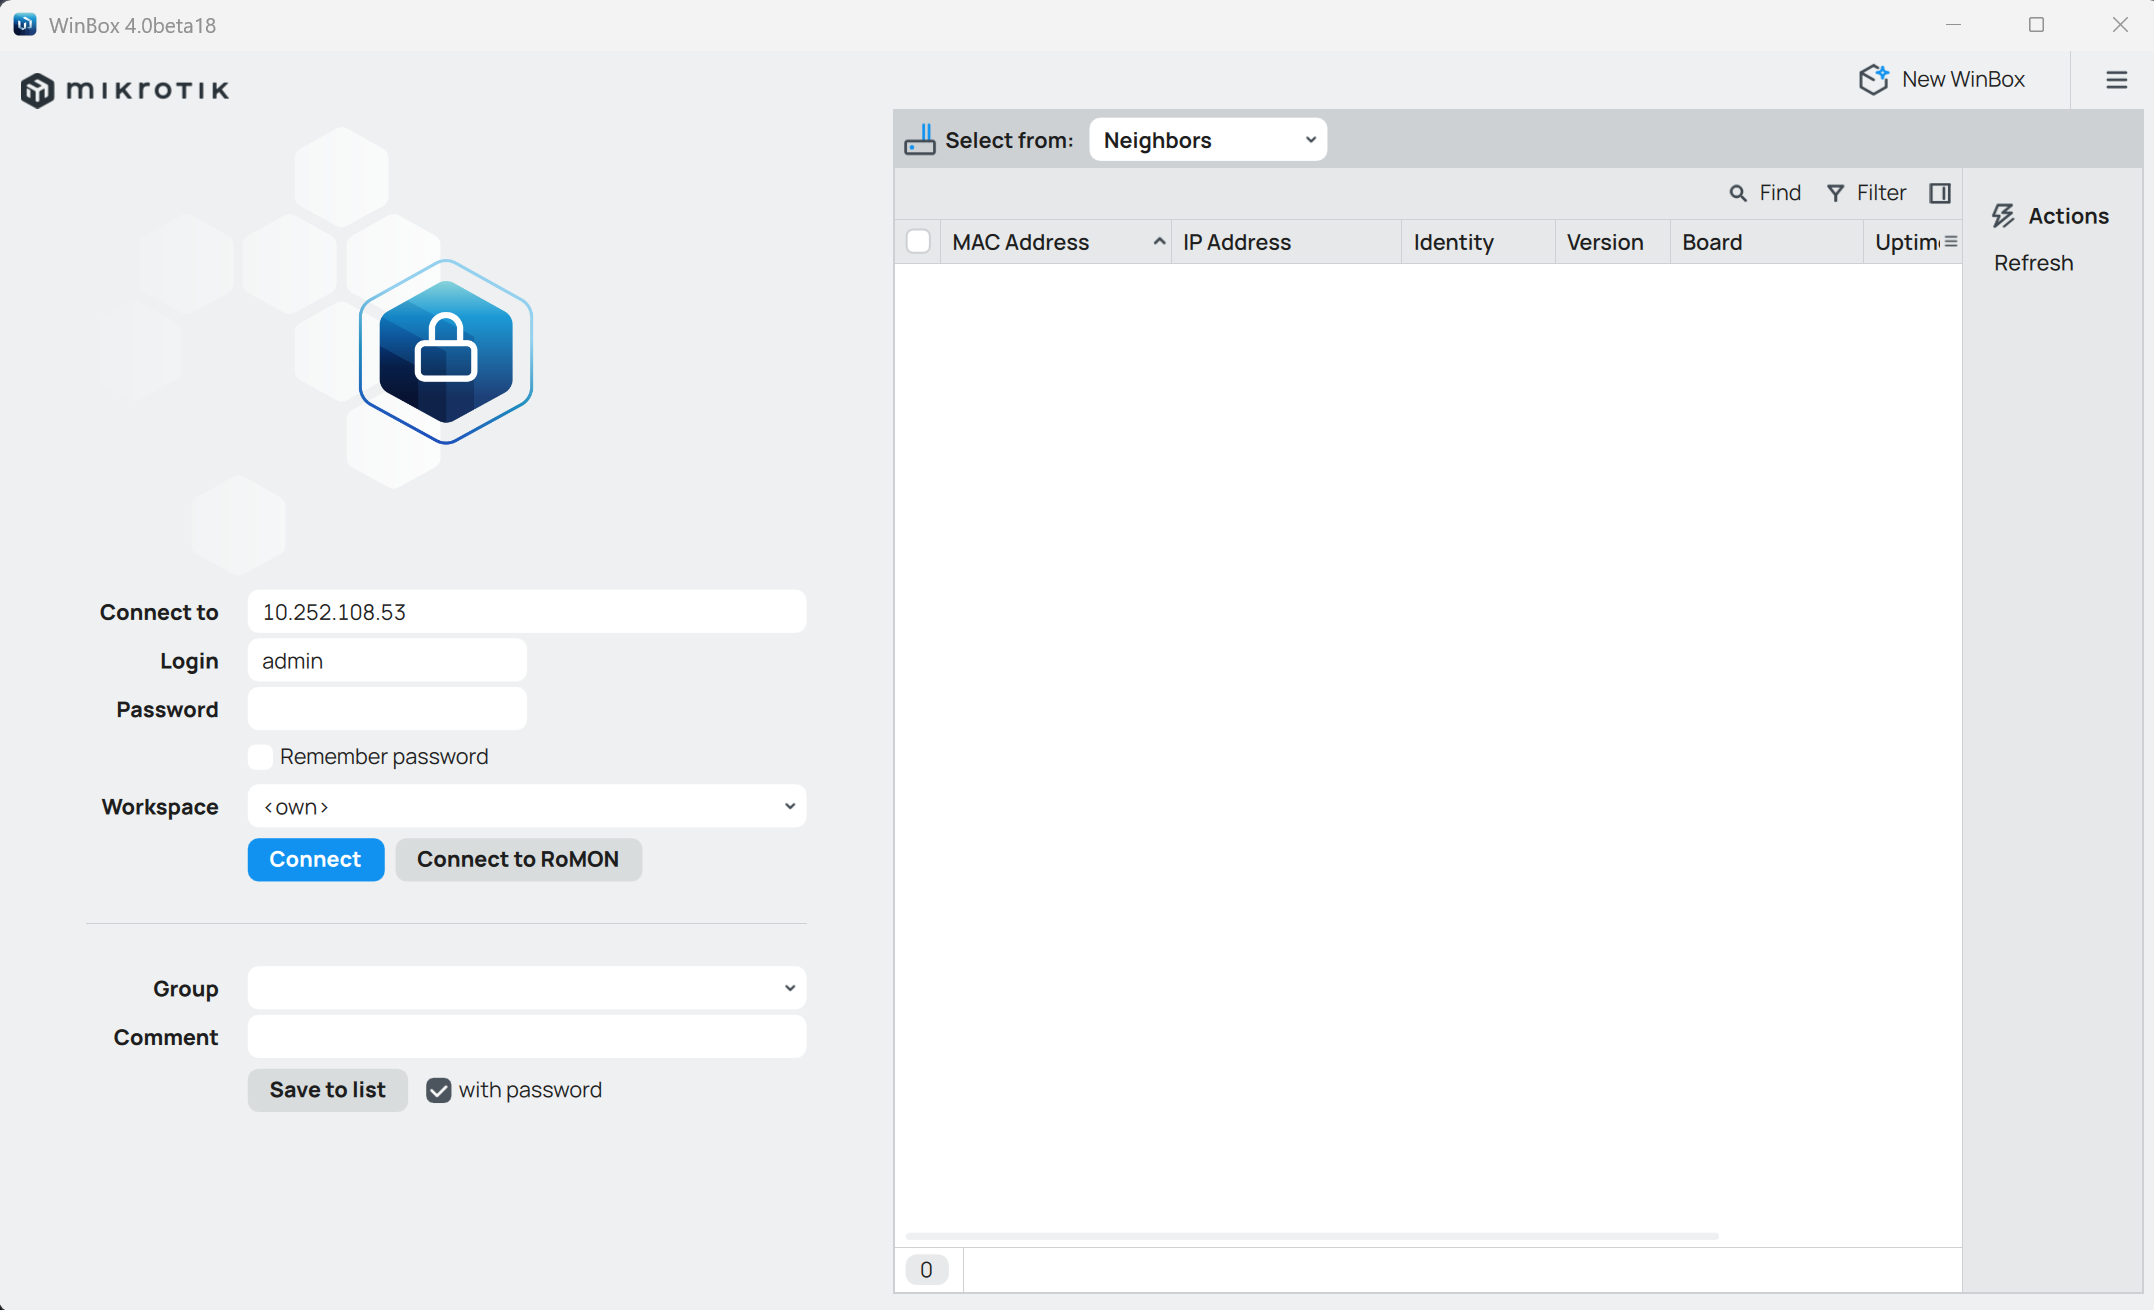 WinBox 4.0beta18
mikrotik
New WinBox
Select from: Neighbors
Find Filter
Actions
MAC Address IP Address Identity Version Board Uptim
Refresh
Connect to 10.252.108.53
Login admin
Password
Remember password
Workspace <own>
Connect Connect to RoMON
Group
Comment
Save to list with password
0